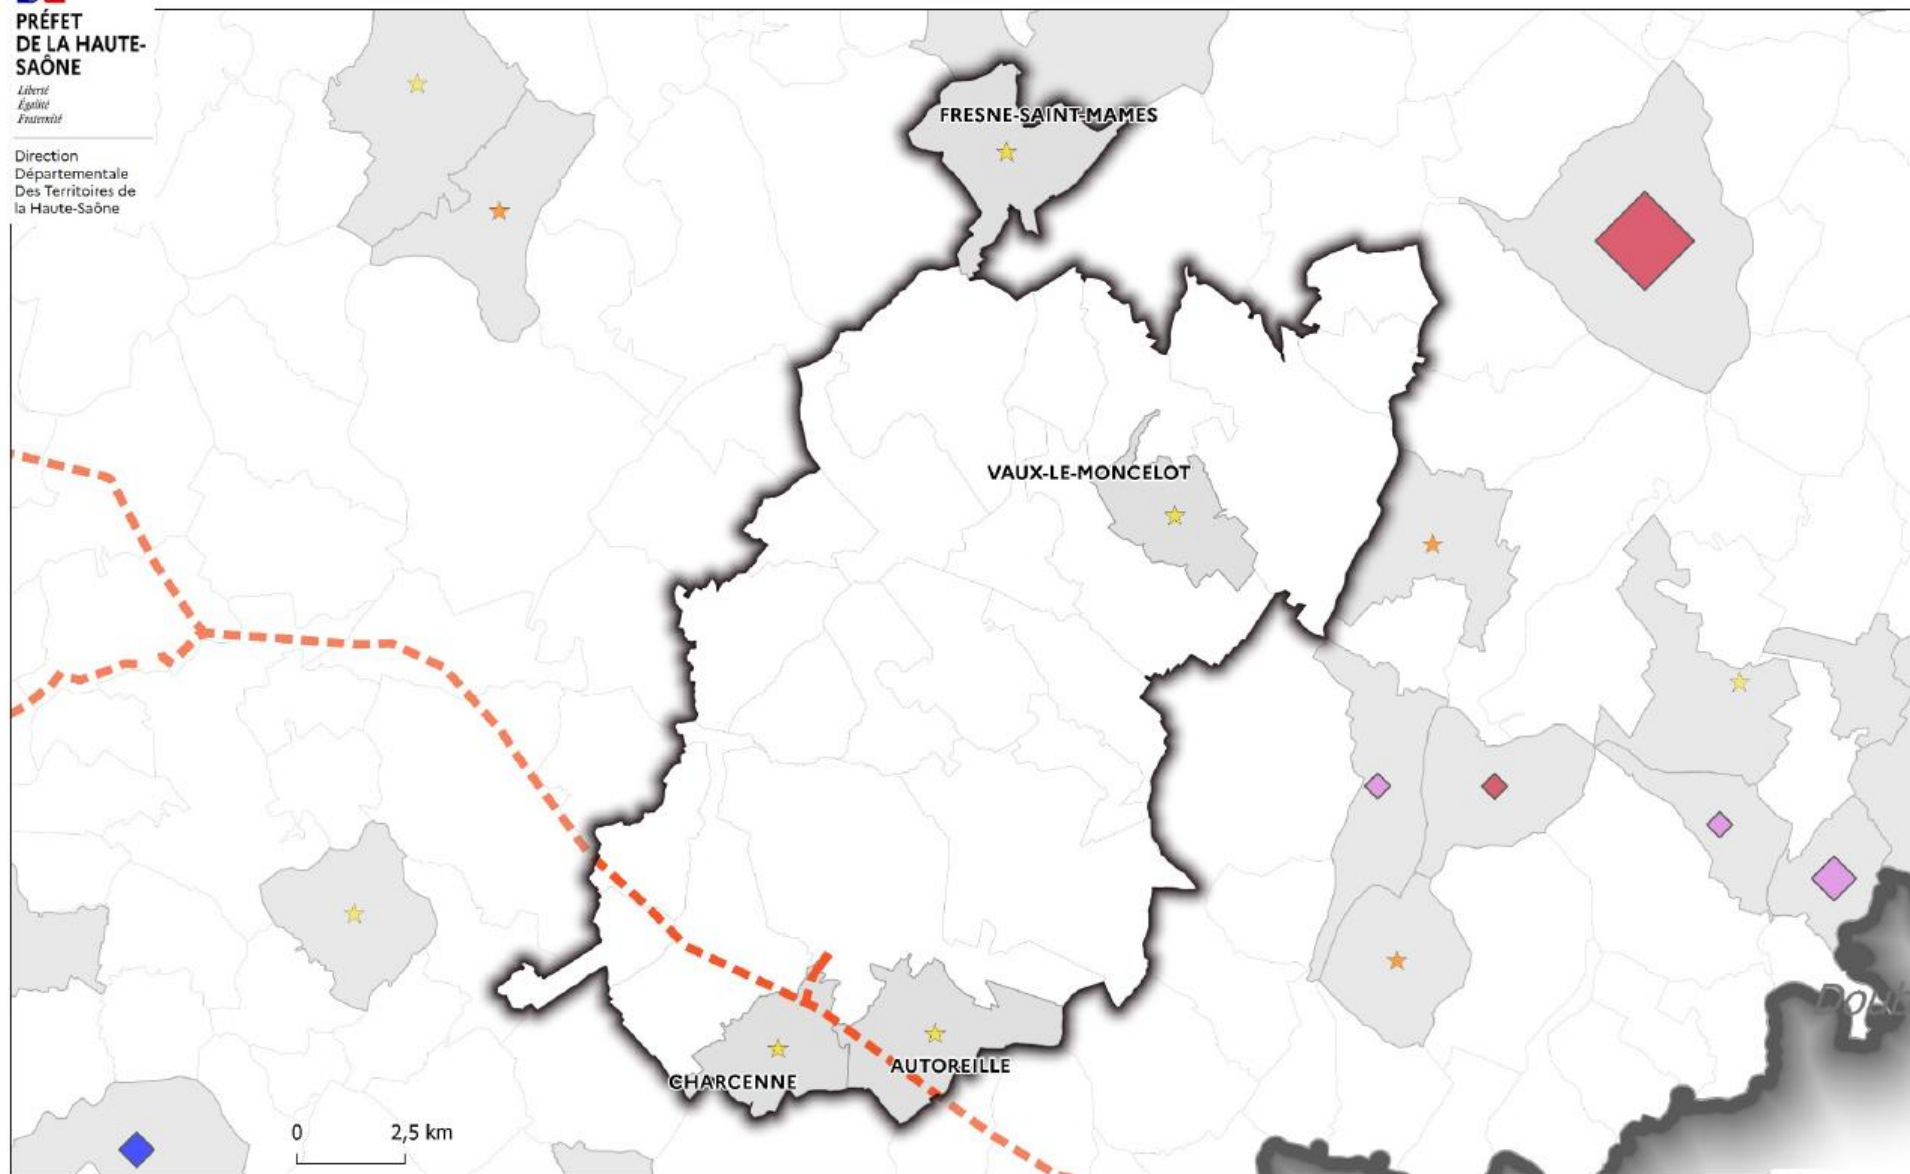 PRÉFET
DE LA HAUTE-
SAÔNE
Liberté
Égalité
Fraternité
Direction
Départementale
Des Territoires de
la Haute-Saône
FRESNE-SAINT-MAMES
VAUX-LE-MONCELOT
AUTOREILLE
CHARCENNE
0 2,5 km